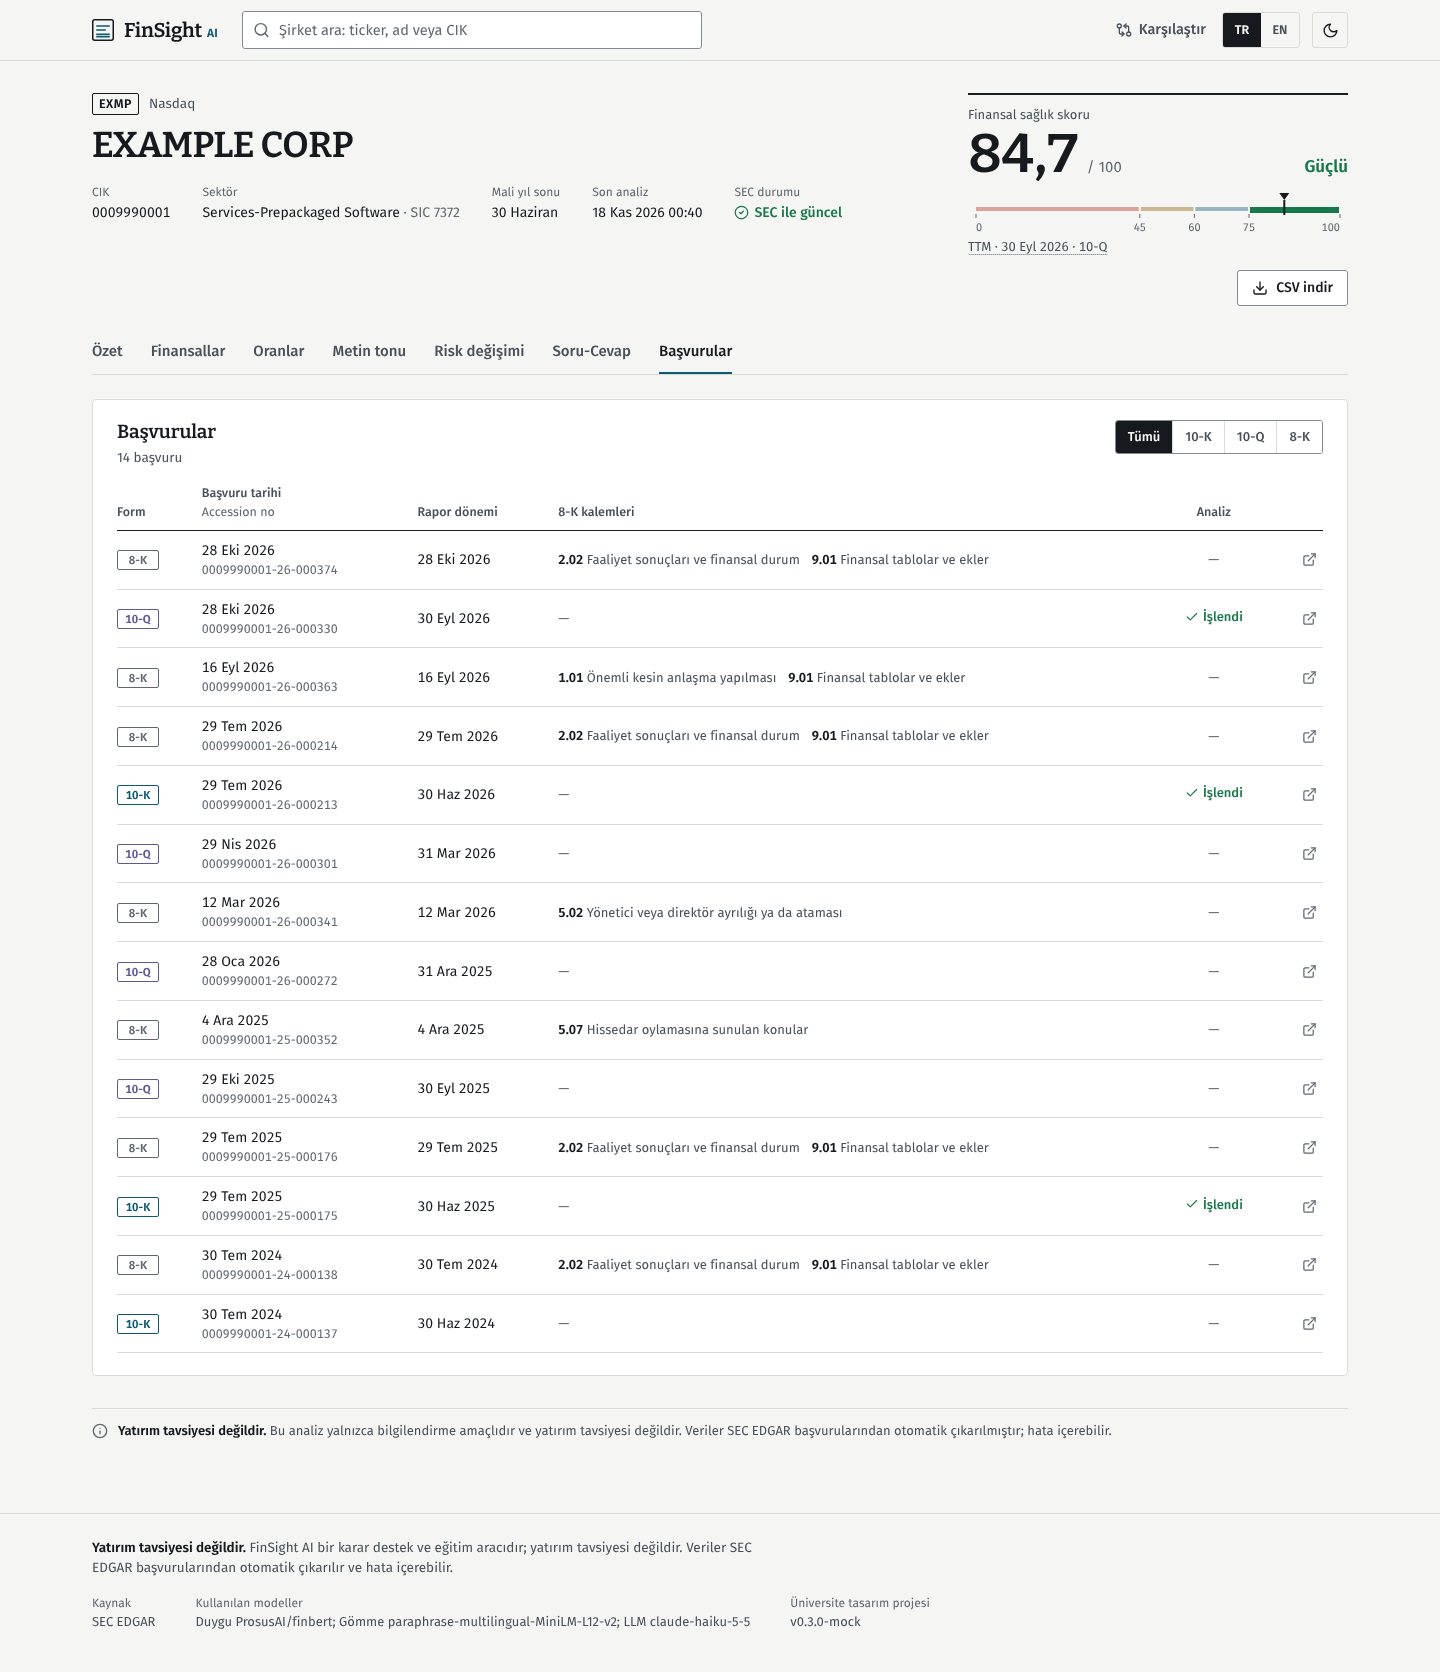 FinSight AI
Şirket ara: ticker, ad veya CIK
Karşılaştır
TR EN
EXMP Nasdaq
EXAMPLE CORP
CIK Sektör Mali yıl sonu Son analiz SEC durumu
0009990001 Services-Prepackaged Software · SIC 7372 30 Haziran 18 Kas 2026 00:40 SEC ile güncel
Finansal sağlık skoru
84,7 / 100 Güçlü
0 45 60 75 100
TTM · 30 Eyl 2026 · 10-Q
CSV indir
Özet Finansallar Oranlar Metin tonu Risk değişimi Soru-Cevap Başvurular
Başvurular
14 başvuru
Tümü 10-K 10-Q 8-K
Başvuru tarihi
Form Accession no Rapor dönemi 8-K kalemleri Analiz
28 Eki 2026
8-K 28 Eki 2026 2.02 Faaliyet sonuçları ve finansal durum 9.01 Finansal tablolar ve ekler —
0009990001-26-000374
28 Eki 2026
10-Q 30 Eyl 2026 — İşlendi
0009990001-26-000330
16 Eyl 2026
8-K 16 Eyl 2026 1.01 Önemli kesin anlaşma yapılması 9.01 Finansal tablolar ve ekler —
0009990001-26-000363
29 Tem 2026
8-K 29 Tem 2026 2.02 Faaliyet sonuçları ve finansal durum 9.01 Finansal tablolar ve ekler —
0009990001-26-000214
29 Tem 2026
10-K 30 Haz 2026 — İşlendi
0009990001-26-000213
29 Nis 2026
10-Q 31 Mar 2026 — —
0009990001-26-000301
12 Mar 2026
8-K 12 Mar 2026 5.02 Yönetici veya direktör ayrılığı ya da ataması —
0009990001-26-000341
28 Oca 2026
10-Q 31 Ara 2025 — —
0009990001-26-000272
4 Ara 2025
8-K 4 Ara 2025 5.07 Hissedar oylamasına sunulan konular —
0009990001-25-000352
29 Eki 2025
10-Q 30 Eyl 2025 — —
0009990001-25-000243
29 Tem 2025
8-K 29 Tem 2025 2.02 Faaliyet sonuçları ve finansal durum 9.01 Finansal tablolar ve ekler —
0009990001-25-000176
29 Tem 2025
10-K 30 Haz 2025 — İşlendi
0009990001-25-000175
30 Tem 2024
8-K 30 Tem 2024 2.02 Faaliyet sonuçları ve finansal durum 9.01 Finansal tablolar ve ekler —
0009990001-24-000138
30 Tem 2024
10-K 30 Haz 2024 — —
0009990001-24-000137
Yatırım tavsiyesi değildir. Bu analiz yalnızca bilgilendirme amaçlıdır ve yatırım tavsiyesi değildir. Veriler SEC EDGAR başvurularından otomatik çıkarılmıştır; hata içerebilir.
Yatırım tavsiyesi değildir. FinSight AI bir karar destek ve eğitim aracıdır; yatırım tavsiyesi değildir. Veriler SEC
EDGAR başvurularından otomatik çıkarılır ve hata içerebilir.
Kaynak Kullanılan modeller Üniversite tasarım projesi
SEC EDGAR Duygu ProsusAI/finbert; Gömme paraphrase-multilingual-MiniLM-L12-v2; LLM claude-haiku-5-5 v0.3.0-mock